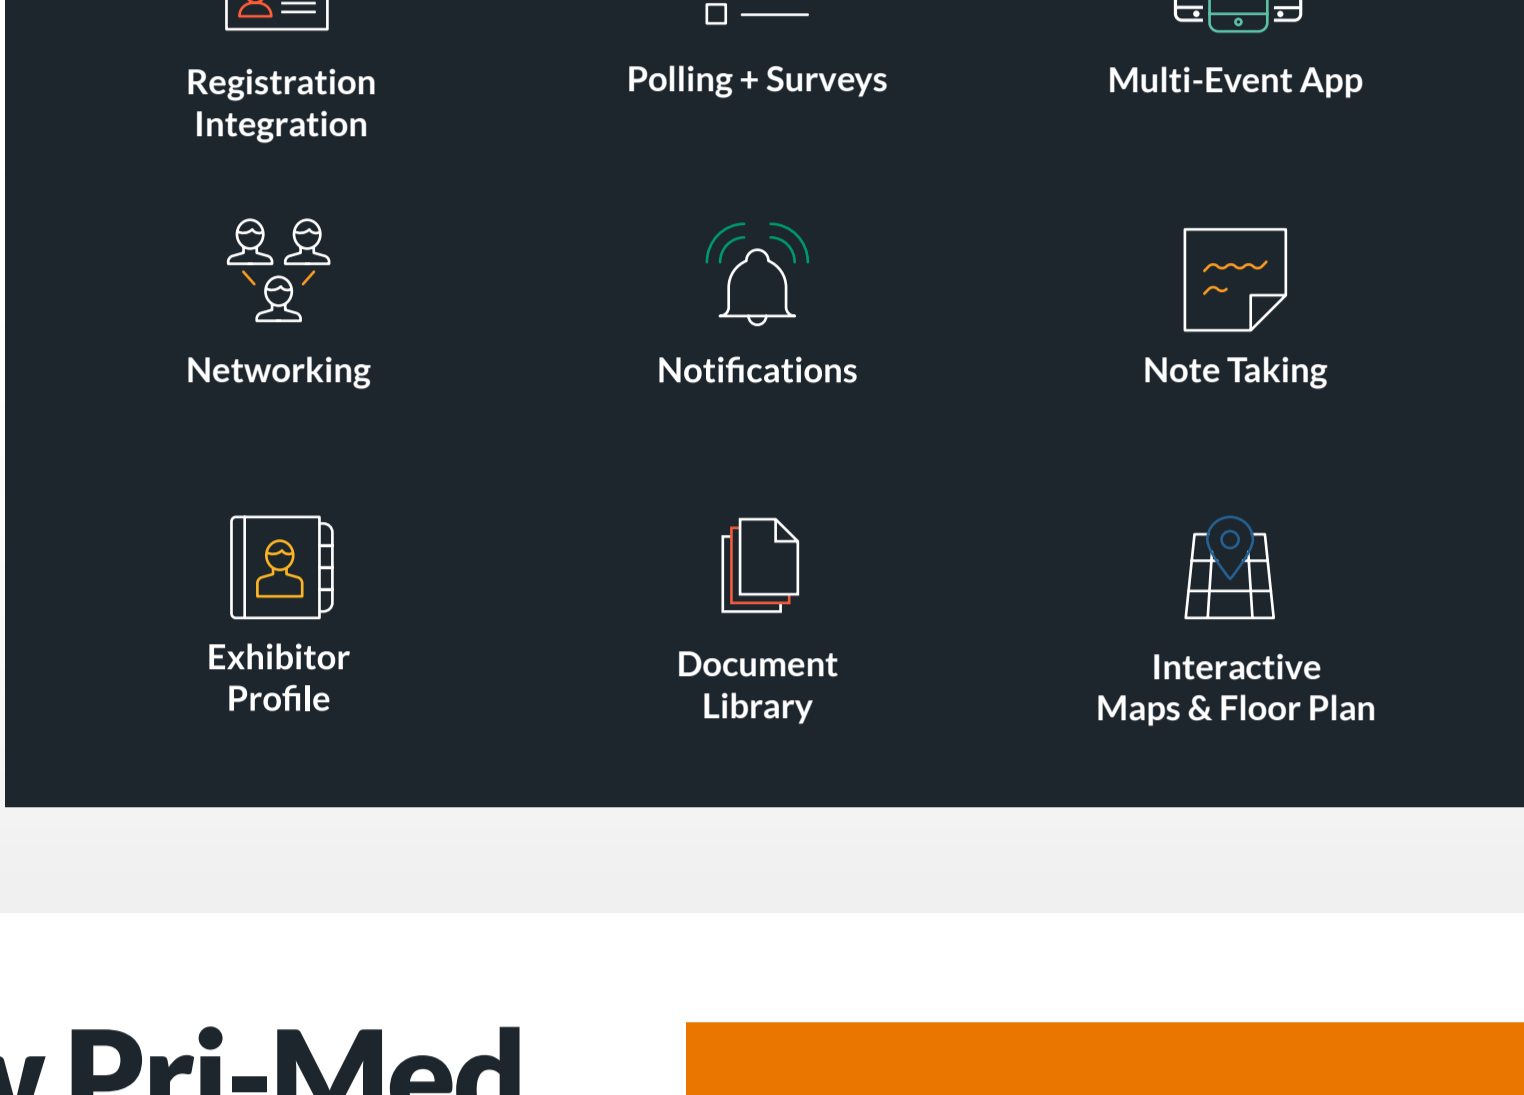 Registration
Integration
Polling + Surveys
Multi-Event App
Networking
Notifications
Note Taking
Exhibitor
Profile
Document
Library
Interactive
Maps & Floor Plan
Pri-Med